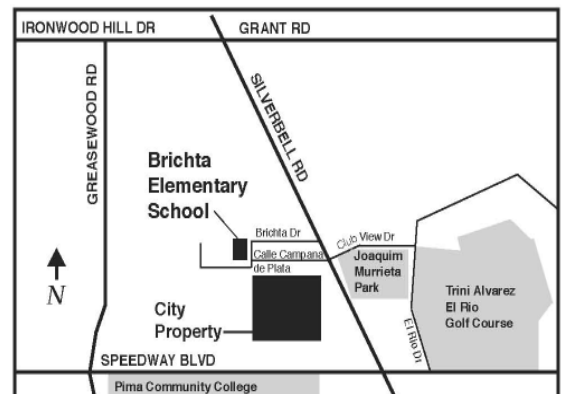 IRONWOOD HILL DR
GRANT RD
GREASEWOOD RD
SILVERBELL RD
Brichta
Elementary
School
Brichta Dr
Club View Dr
Calle Campana
de Plata
Joaquim
Murrieta
Park
N
City
Property
Trini Alvarez
El Rio
Golf Course
El Rio Dr
SPEEDWAY BLVD
Pima Community College